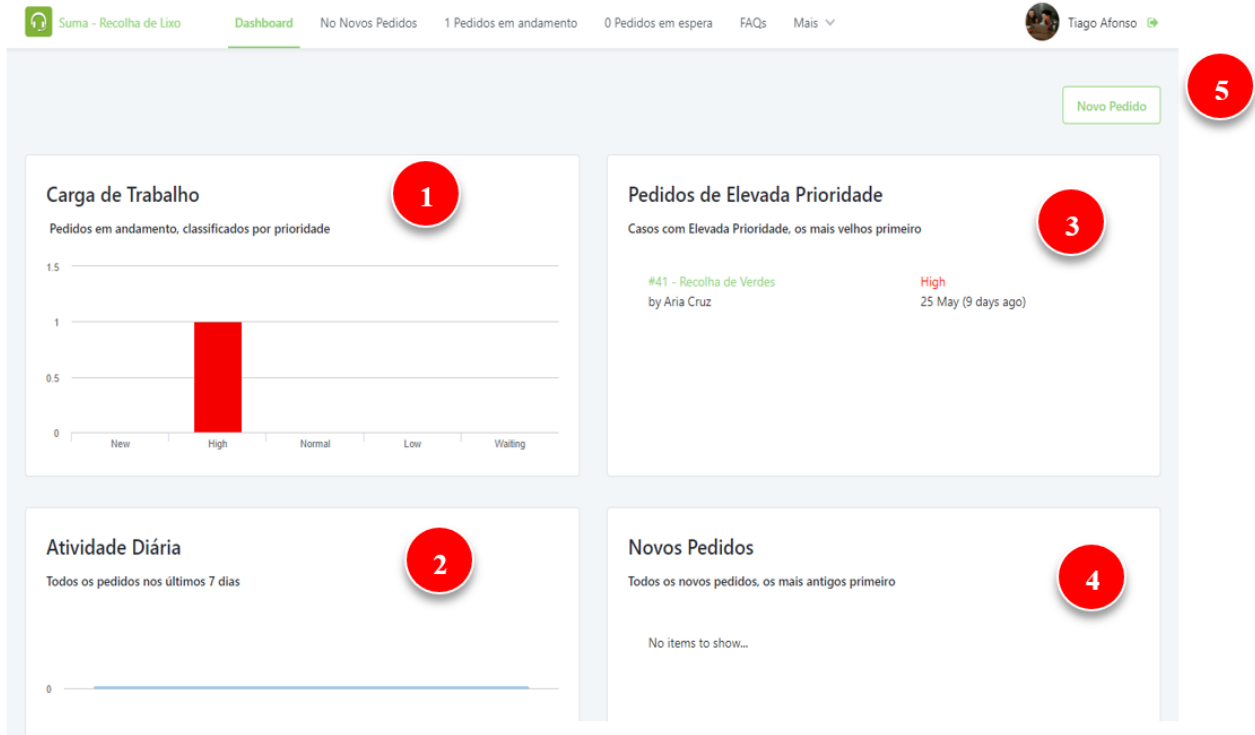 Suma - Recolha de Lixo
Dashboard
No Novos Pedidos
1 Pedidos em andamento
0 Pedidos em espera
FAQs
Mais
Tiago Afonso
5
Novo Pedido
Carga de Trabalho
1
Pedidos em andamento, classificados por prioridade
1.5
1
0.5
0
New
High
Normal
Low
Waiting
Pedidos de Elevada Prioridade
3
Casos com Elevada Prioridade, os mais velhos primeiro
#41 - Recolha de Verdes
High
by Aria Cruz
25 May (9 days ago)
Atividade Diária
2
Todos os pedidos nos últimos 7 dias
0
Novos Pedidos
4
Todos os novos pedidos, os mais antigos primeiro
No items to show...